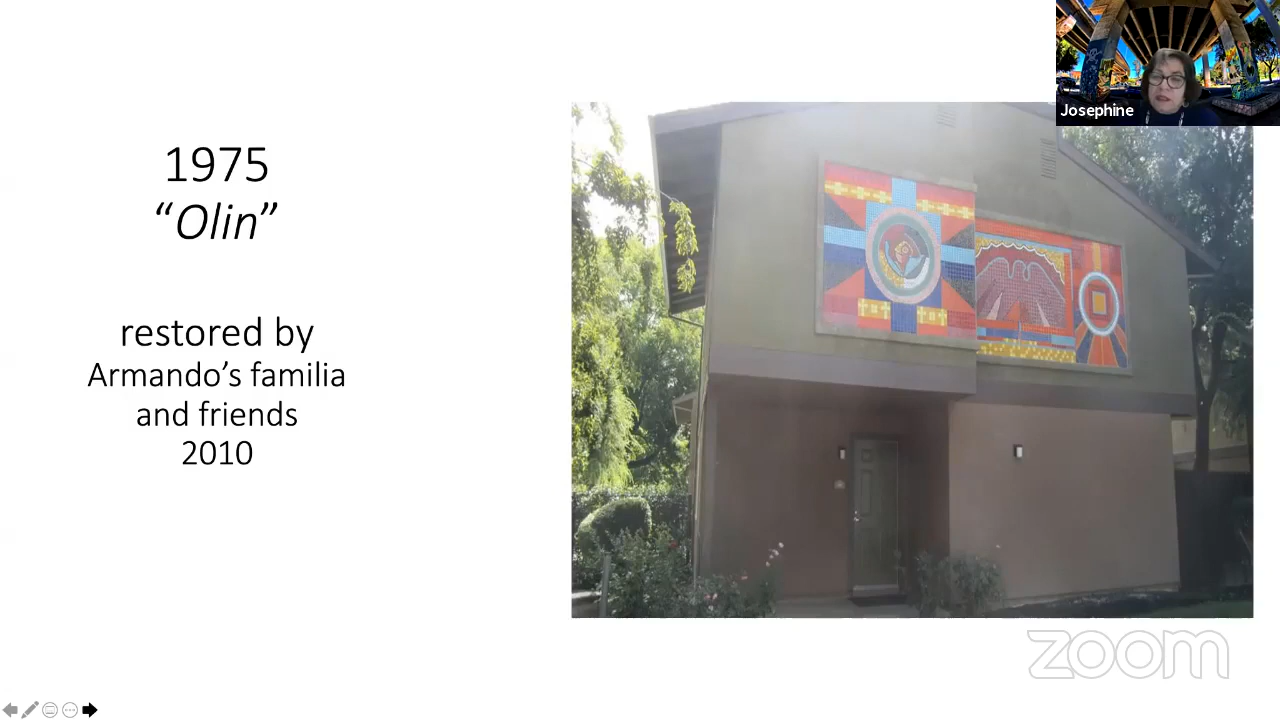 Josephine
1975
“Olin”
restored by
Armando’s familia
and friends
2010
zoom